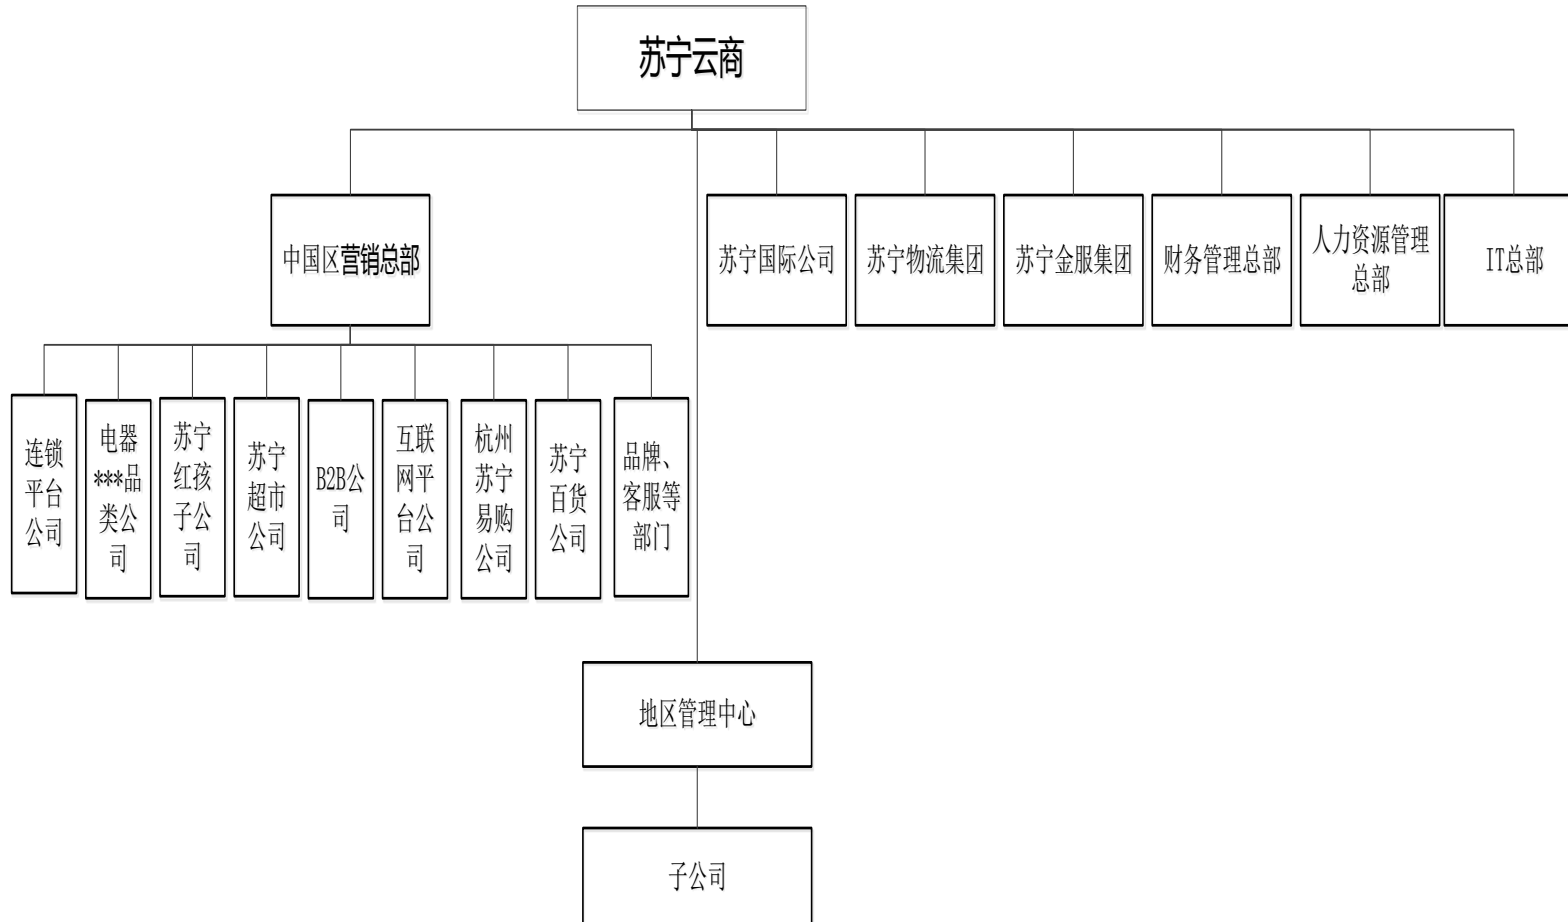 苏宁云商
中国区营销总部
苏宁国际公司
苏宁物流集团
苏宁金服集团
财务管理总部
人力资源管理
总部
IT总部
连锁
平台
公司
电器
***品
类公
司
苏宁
红孩
子公
司
苏宁
超市
公司
B2B公
司
互联
网平
台公
司
杭州
苏宁
易购
公司
苏宁
百货
公司
品牌、
客服等
部门
地区管理中心
子公司